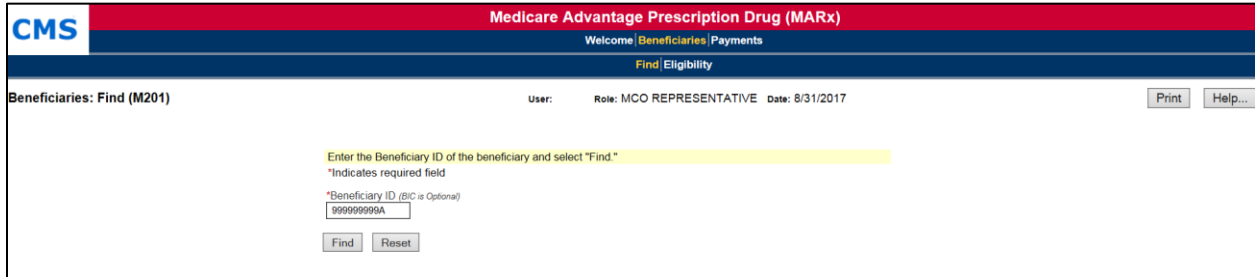 CMS
Medicare Advantage Prescription Drug (MARx)
Welcome|Beneficiaries|Payments
Find|Eligibility
Beneficiaries: Find (M201) User: Role: MCO REPRESENTATIVE Date: 8/31/2017 Print Help...
Enter the Beneficiary ID of the beneficiary and select "Find."
*Indicates required field
*Beneficiary ID (BIC is Optional)
999999999A
Find Reset